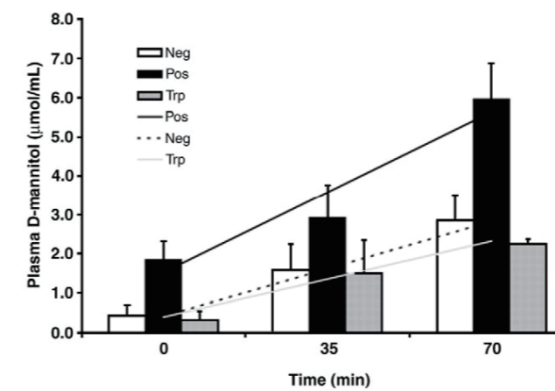 8.0
7.0
6.0
5.0
4.0
3.0
2.0
1.0
0.0
Plasma D-mannitol (μmol/mL)
Neg
Pos
Trp
Pos
Neg
Trp
0 35 70
Time (min)